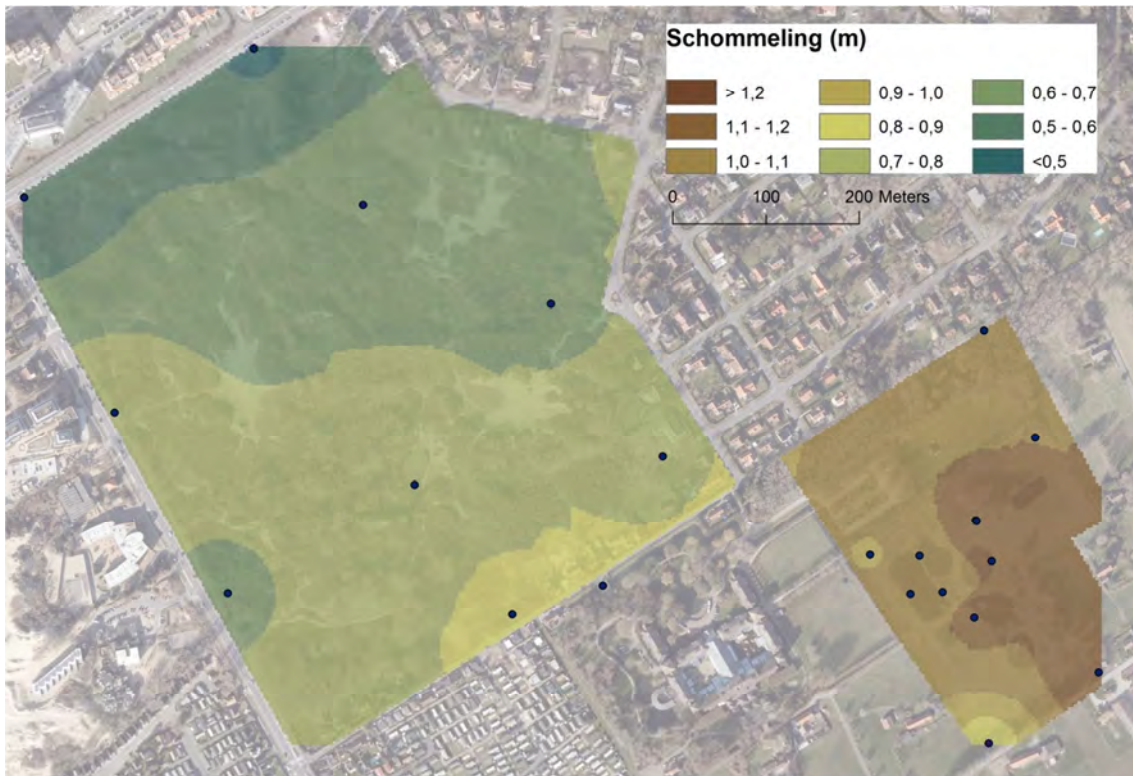 Schommeling (m)
> 1,2
0,9 - 1,0
0,6 - 0,7
1,1 - 1,2
0,8 - 0,9
0,5 - 0,6
1,0 - 1,1
0,7 - 0,8
<0,5
0 100 200 Meters